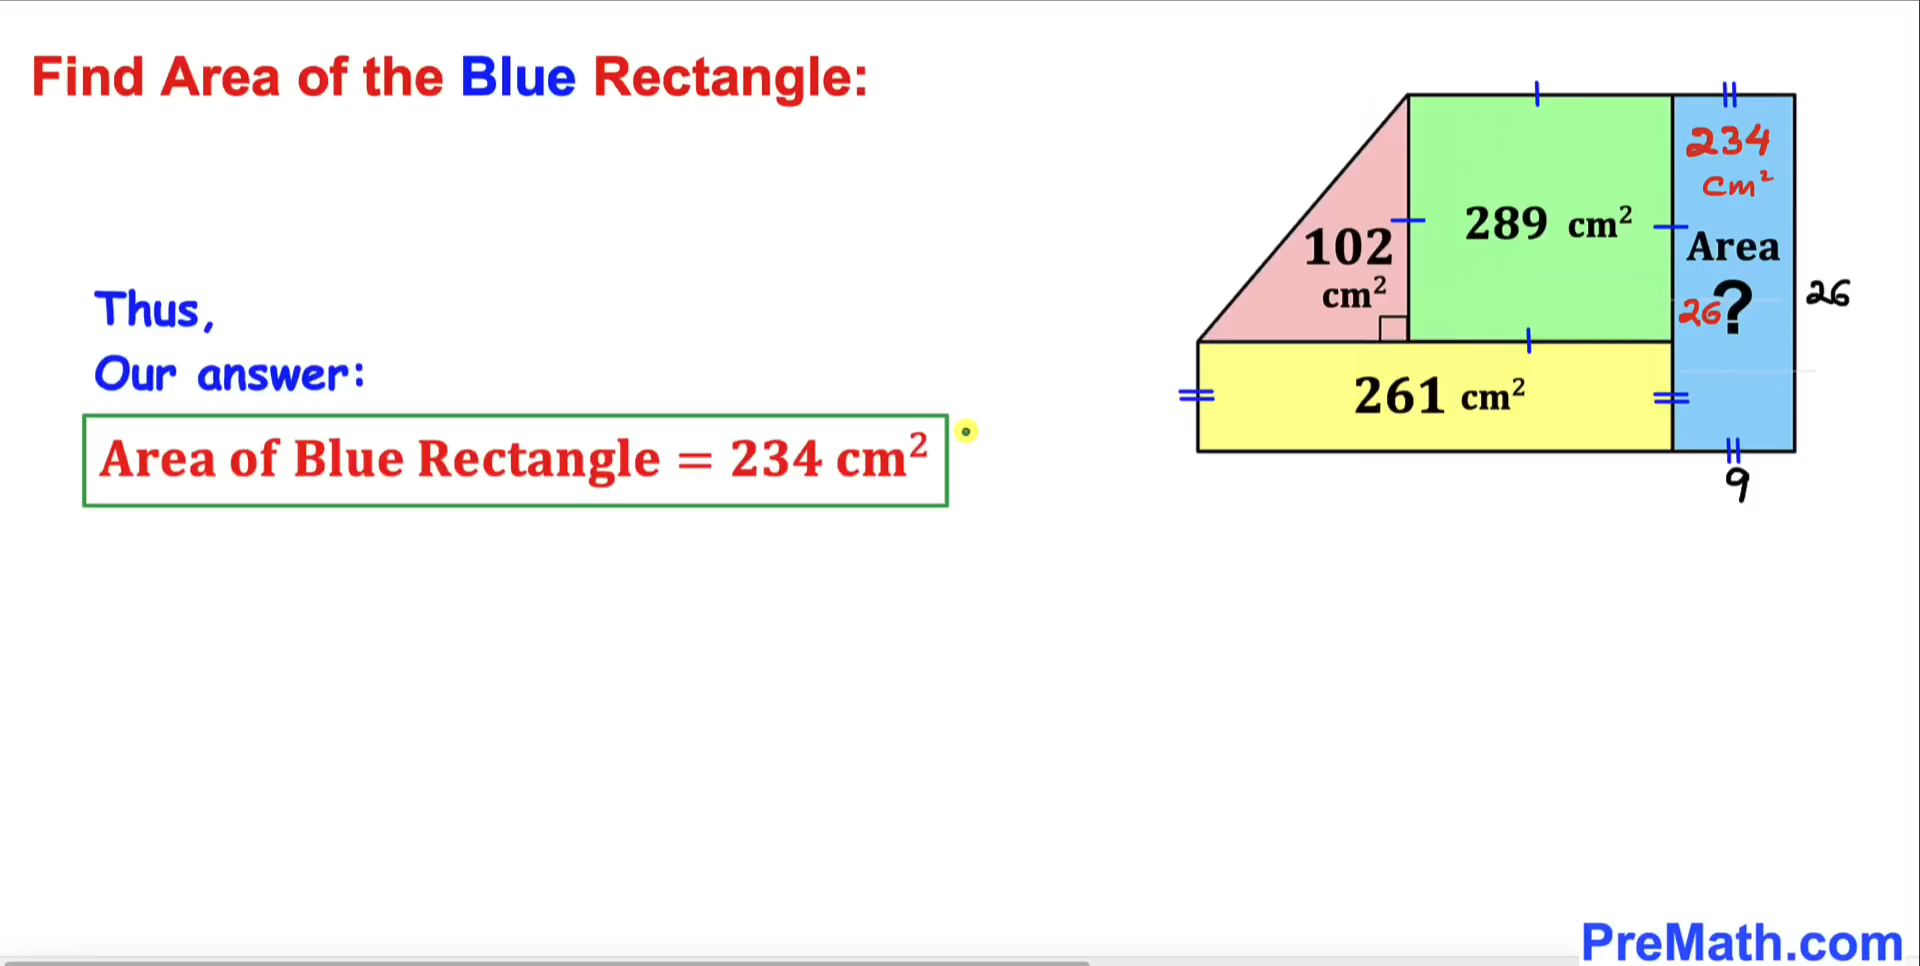 Find Area of the Blue Rectangle:
Thus,
Our answer:
Area of Blue Rectangle = 234 cm²
102
cm²
289 cm²
261 cm²
234
cm²
Area
26?
26
9
PreMath.com